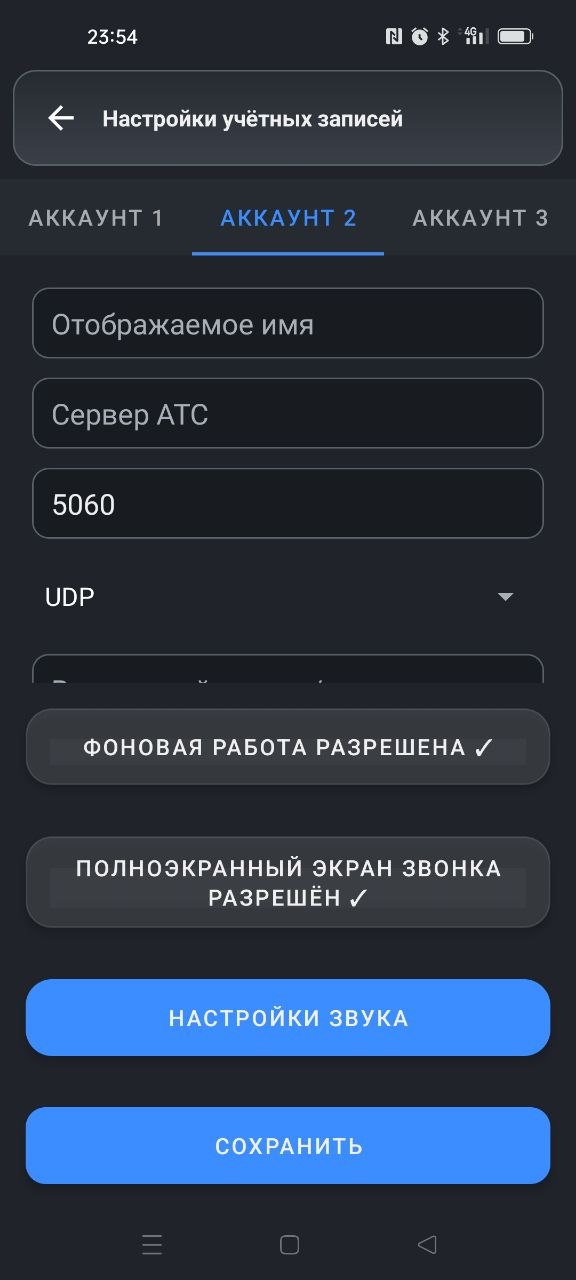 23:54
4G
Настройки учётных записей
АККАУНТ 1
АККАУНТ 2
АККАУНТ 3
Отображаемое имя
Сервер АТС
5060
UDP
ФОНОВАЯ РАБОТА РАЗРЕШЕНА ✓
ПОЛНОЭКРАННЫЙ ЭКРАН ЗВОНКА
РАЗРЕШЁН ✓
НАСТРОЙКИ ЗВУКА
СОХРАНИТЬ